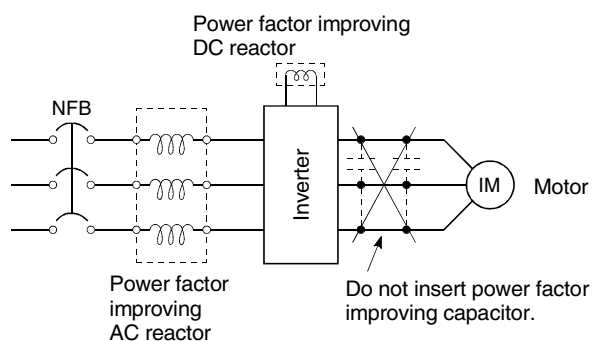 Power factor improving
DC reactor
NFB
Inverter
IM
Motor
Power factor
improving
AC reactor
Do not insert power factor
improving capacitor.